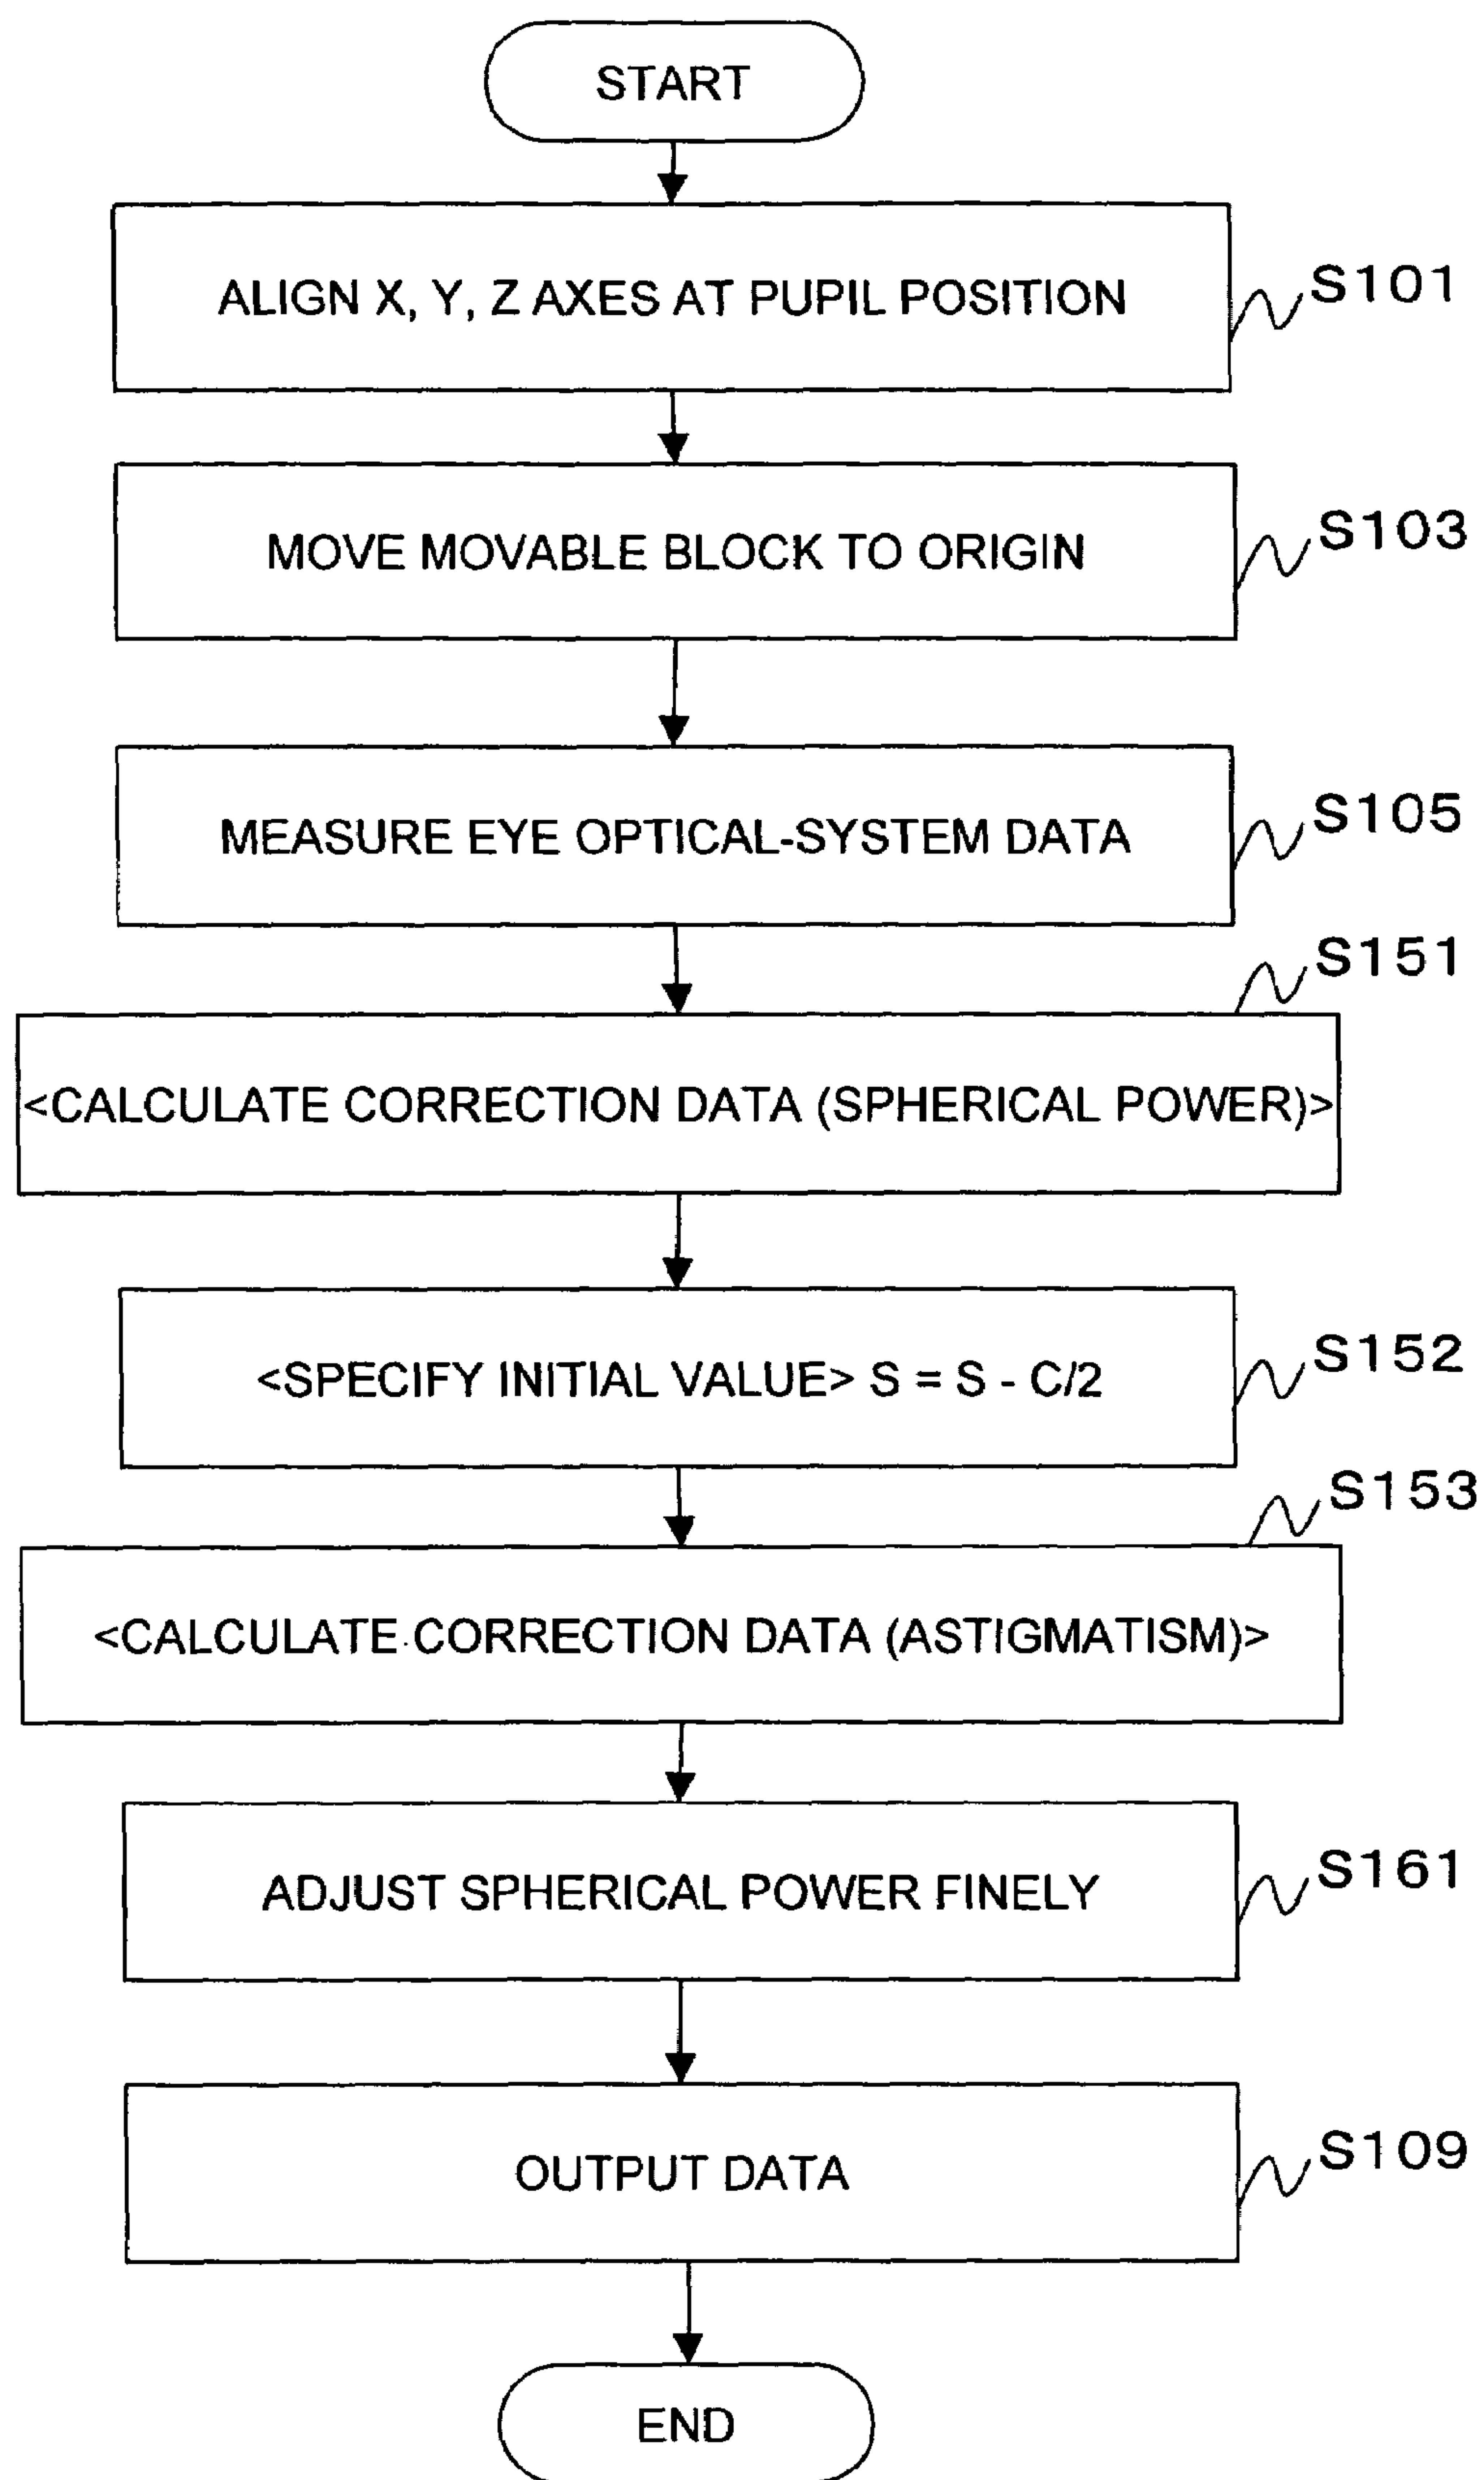 START
ALIGN X, Y, Z AXES AT PUPIL POSITION
S101
MOVE MOVABLE BLOCK TO ORIGIN
S103
MEASURE EYE OPTICAL-SYSTEM DATA
S105
S151
<CALCULATE CORRECTION DATA (SPHERICAL POWER)>
<SPECIFY INITIAL VALUE> S = S - C/2
S152
S153
<CALCULATE CORRECTION DATA (ASTIGMATISM)>
ADJUST SPHERICAL POWER FINELY
S161
OUTPUT DATA
S109
END